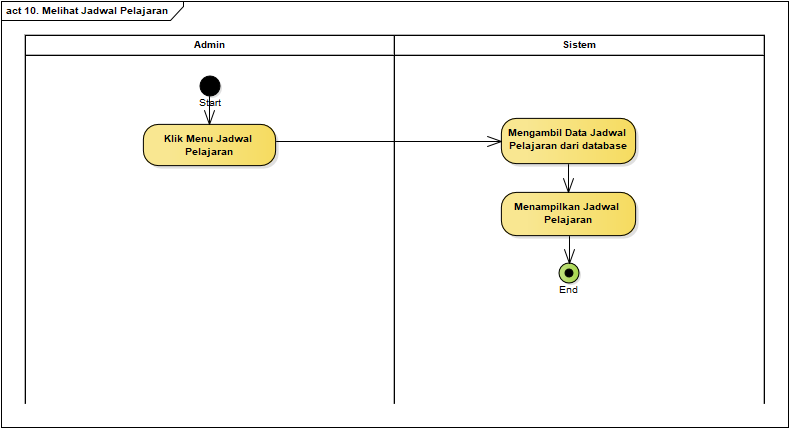 act 10. Melihat Jadwal Pelajaran
Admin
Sistem
Start
Klik Menu Jadwal
Pelajaran
Mengambil Data Jadwal
Pelajaran dari database
Menampilkan Jadwal
Pelajaran
End